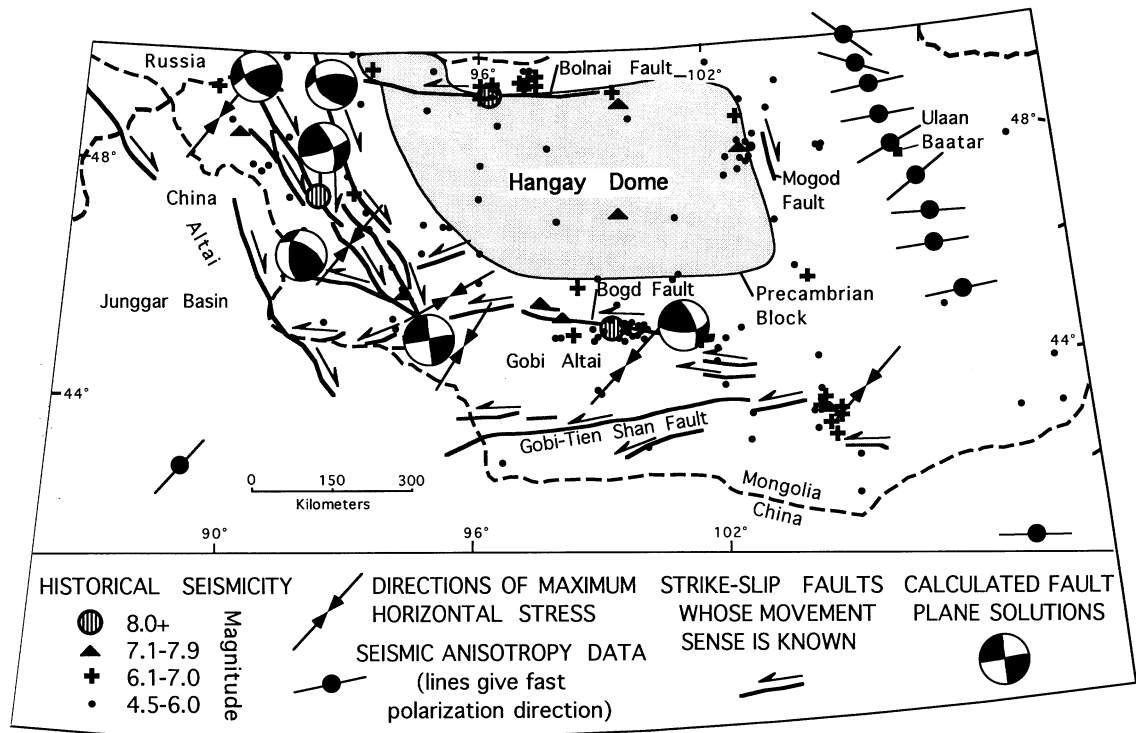 Russia
96°
Bolnai Fault
102°
48°
48°
Ulaan
Baatar
China
Hangay Dome
Mogod
Fault
Altai
Junggar Basin
Bogd Fault
Precambrian
Block
Gobi Altai
44°
44°
Gobi-Tien Shan Fault
0 150 300
Kilometers
Mongolia
China
90°
96°
102°
HISTORICAL SEISMICITY
8.0+
7.1-7.9
6.1-7.0
4.5-6.0
Magnitude
DIRECTIONS OF MAXIMUM
HORIZONTAL STRESS
SEISMIC ANISOTROPY DATA
(lines give fast
polarization direction)
STRIKE-SLIP FAULTS
WHOSE MOVEMENT
SENSE IS KNOWN
CALCULATED FAULT
PLANE SOLUTIONS